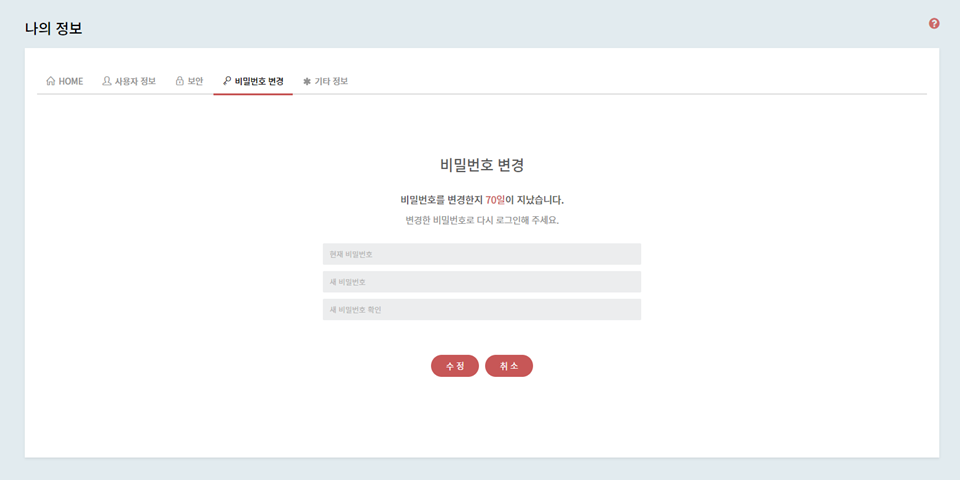 나의 정보
HOME 사용자 정보 보안 비밀번호 변경 기타 정보
비밀번호 변경
비밀번호를 변경한지 70일이 지났습니다.
변경한 비밀번호로 다시 로그인해 주세요.
현재 비밀번호
새 비밀번호
새 비밀번호 확인
수 정 취 소